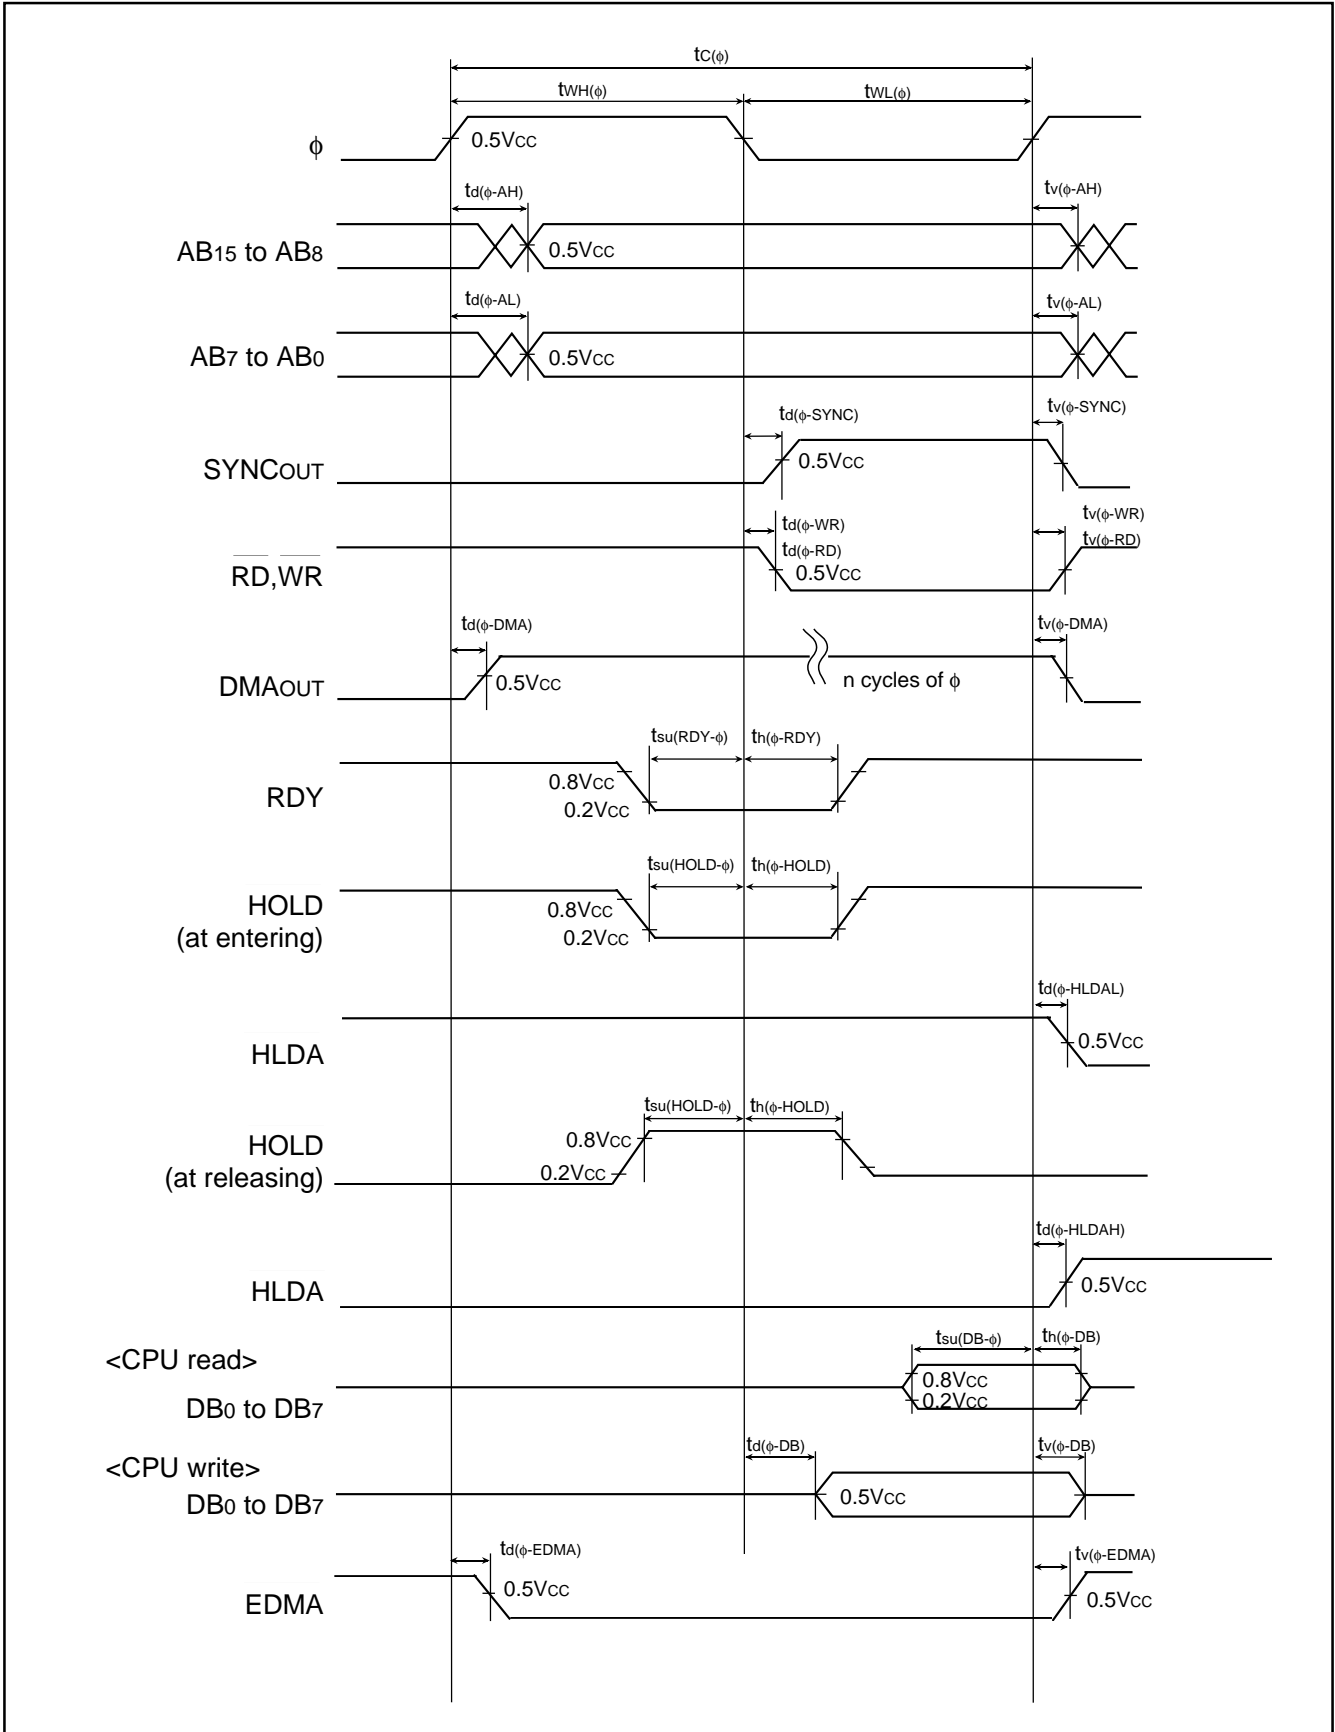 tC(ϕ)
tWH(ϕ) tWL(ϕ)
ϕ 0.5VCC
td(ϕ-AH) tv(ϕ-AH)
AB15 to AB8 0.5VCC
td(ϕ-AL) tv(ϕ-AL)
AB7 to AB0 0.5VCC
td(ϕ-SYNC) tv(ϕ-SYNC)
SYNCOUT 0.5VCC
td(ϕ-WR) tv(ϕ-WR)
td(ϕ-RD) tv(ϕ-RD)
RD,WR 0.5VCC
td(ϕ-DMA) tv(ϕ-DMA)
DMAOUT 0.5VCC n cycles of ϕ
tsu(RDY-ϕ) th(ϕ-RDY)
0.8VCC
RDY 0.2VCC
tsu(HOLD-ϕ) th(ϕ-HOLD)
HOLD 0.8VCC
(at entering) 0.2VCC
td(ϕ-HLDAL)
HLDA 0.5VCC
tsu(HOLD-ϕ) th(ϕ-HOLD)
HOLD 0.8VCC
(at releasing) 0.2VCC
td(ϕ-HLDAH)
HLDA 0.5VCC
tsu(DB-ϕ) th(ϕ-DB)
<CPU read> 0.8VCC
DB0 to DB7 0.2VCC
td(ϕ-DB) tv(ϕ-DB)
<CPU write>
DB0 to DB7 0.5VCC
td(ϕ-EDMA) tv(ϕ-EDMA)
EDMA 0.5VCC 0.5VCC